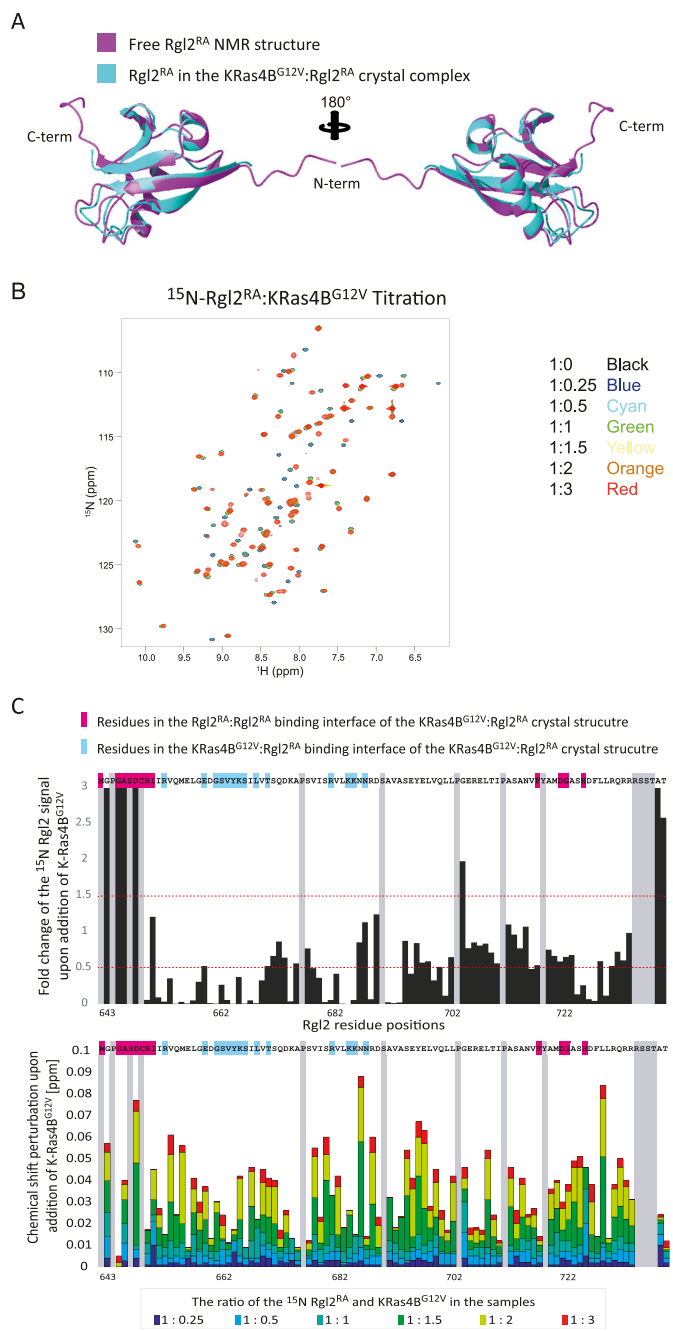 A
Free Rgl2RA NMR structure
Rgl2RA in the KRas4BG12V:Rgl2RA crystal complex
180°
C-term
C-term
N-term
B
15N-Rgl2RA:KRas4BG12V Titration
110
115
120
125
130
15N (ppm)
10.0 9.5 9.0 8.5 8.0 7.5 7.0 6.5
1H (ppm)
1:0 Black
1:0.25 Blue
1:0.5 Cyan
1:1 Green
1:1.5 Yellow
1:2 Orange
1:3 Red
C
Residues in the Rgl2RA:Rgl2RA binding interface of the KRas4BG12V:Rgl2RA crystal strucutre
Residues in the KRas4BG12V:Rgl2RA binding interface of the KRas4BG12V:Rgl2RA crystal strucutre
MGPGASDCRIIRVQMELGEDGSVYKSILVTSQDKAPSVISRVLKKNNRDSAVASEYELVQLLPGERELTIPASANVFYAMDGASHDFLLRQRRRSSTAT
3
2.5
2
1.5
1
0.5
0
Fold change of the 15N Rgl2 signal
upon addition of K-Ras4BG12V
643 662 682 702 722
Rgl2 residue positions
MGPGASDCRIIRVQMELGEDGSVYKSILVTSQDKAPSVISRVLKKNNRDSAVASEYELVQLLPGERELTIPASANVFYAMDGASHDFLLRQRRRSSTAT
0.1
0.09
0.08
0.07
0.06
0.05
0.04
0.03
0.02
0.01
0
Chemical shift perturbation upon
addition of K-Ras4BG12V [ppm]
643 662 682 702 722
The ratio of the 15N Rgl2RA and KRas4BG12V in the samples
1 : 0.25 1 : 0.5 1 : 1 1 : 1.5 1 : 2 1 : 3